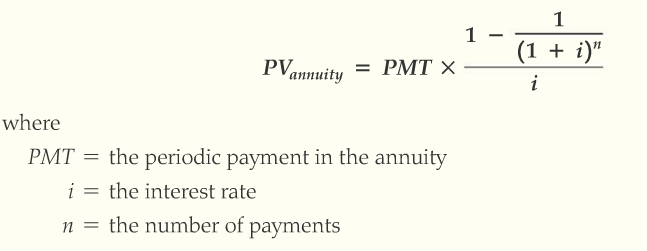 PV_annuity = PMT × (1 − 1/(1 + i)^n)/i
where
PMT = the periodic payment in the annuity
i = the interest rate
n = the number of payments